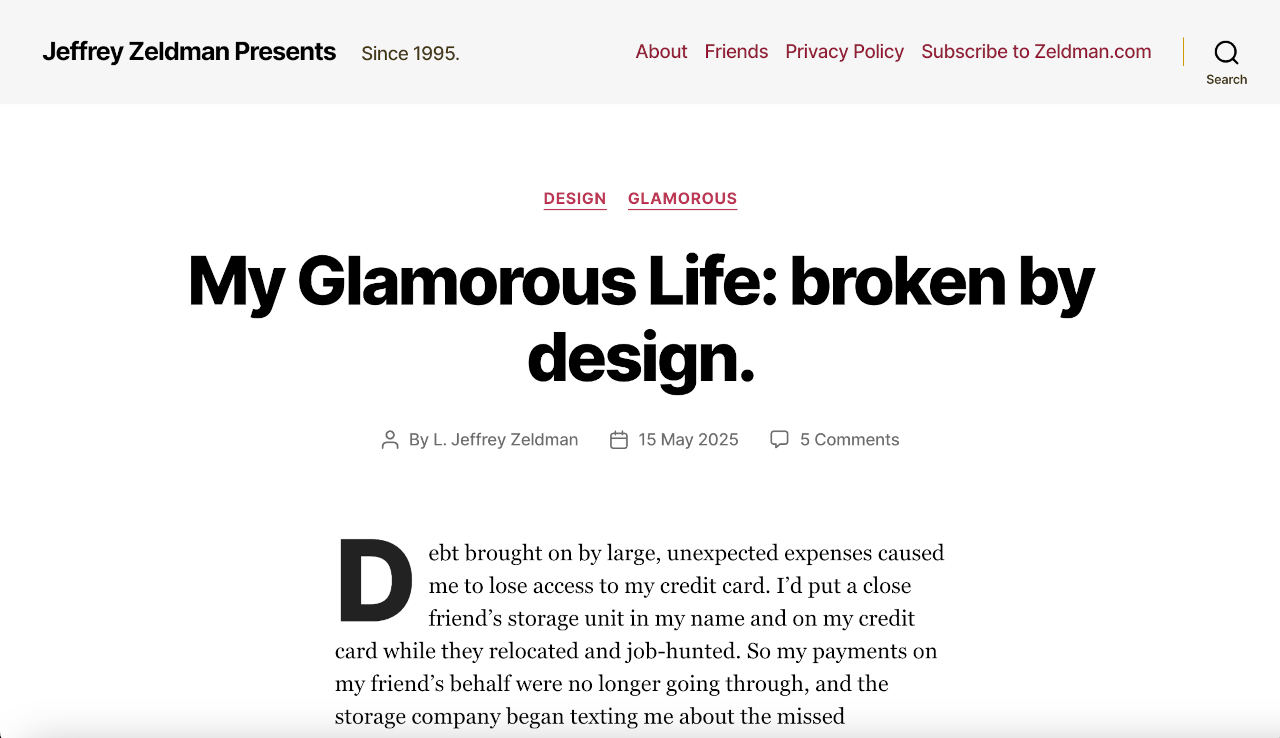 Jeffrey Zeldman Presents Since 1995. About Friends Privacy Policy Subscribe to Zeldman.com
Search
DESIGN GLAMOROUS
My Glamorous Life: broken by
design.
By L. Jeffrey Zeldman 15 May 2025 5 Comments
Debt brought on by large, unexpected expenses caused
me to lose access to my credit card. I’d put a close
friend’s storage unit in my name and on my credit
card while they relocated and job-hunted. So my payments on
my friend’s behalf were no longer going through, and the
storage company began texting me about the missed